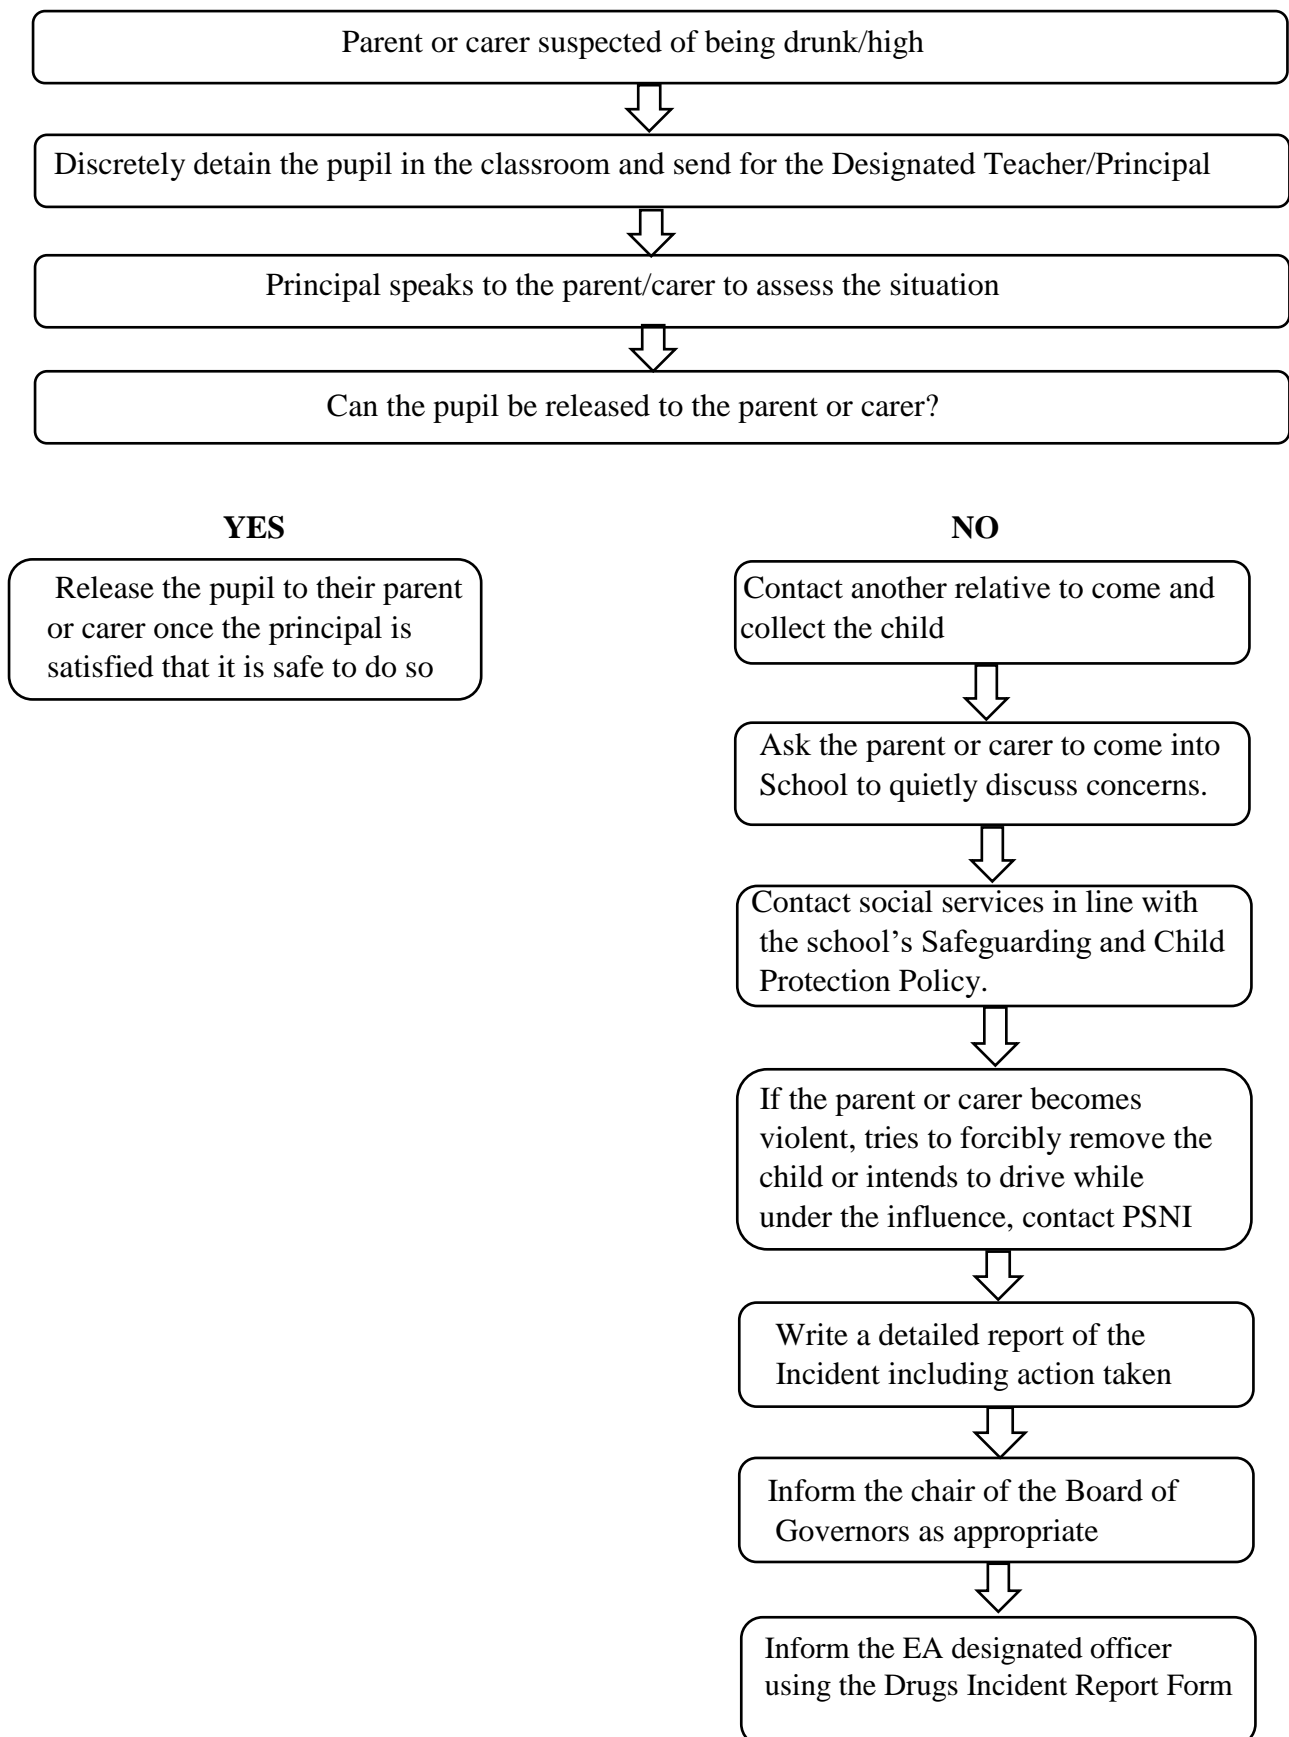 Parent or carer suspected of being drunk/high
Discretely detain the pupil in the classroom and send for the Designated Teacher/Principal
Principal speaks to the parent/carer to assess the situation
Can the pupil be released to the parent or carer?
YES
Release the pupil to their parent
or carer once the principal is
satisfied that it is safe to do so
NO
Contact another relative to come and
collect the child
Ask the parent or carer to come into
School to quietly discuss concerns.
Contact social services in line with
the school’s Safeguarding and Child
Protection Policy.
If the parent or carer becomes
violent, tries to forcibly remove the
child or intends to drive while
under the influence, contact PSNI
Write a detailed report of the
Incident including action taken
Inform the chair of the Board of
Governors as appropriate
Inform the EA designated officer
using the Drugs Incident Report Form